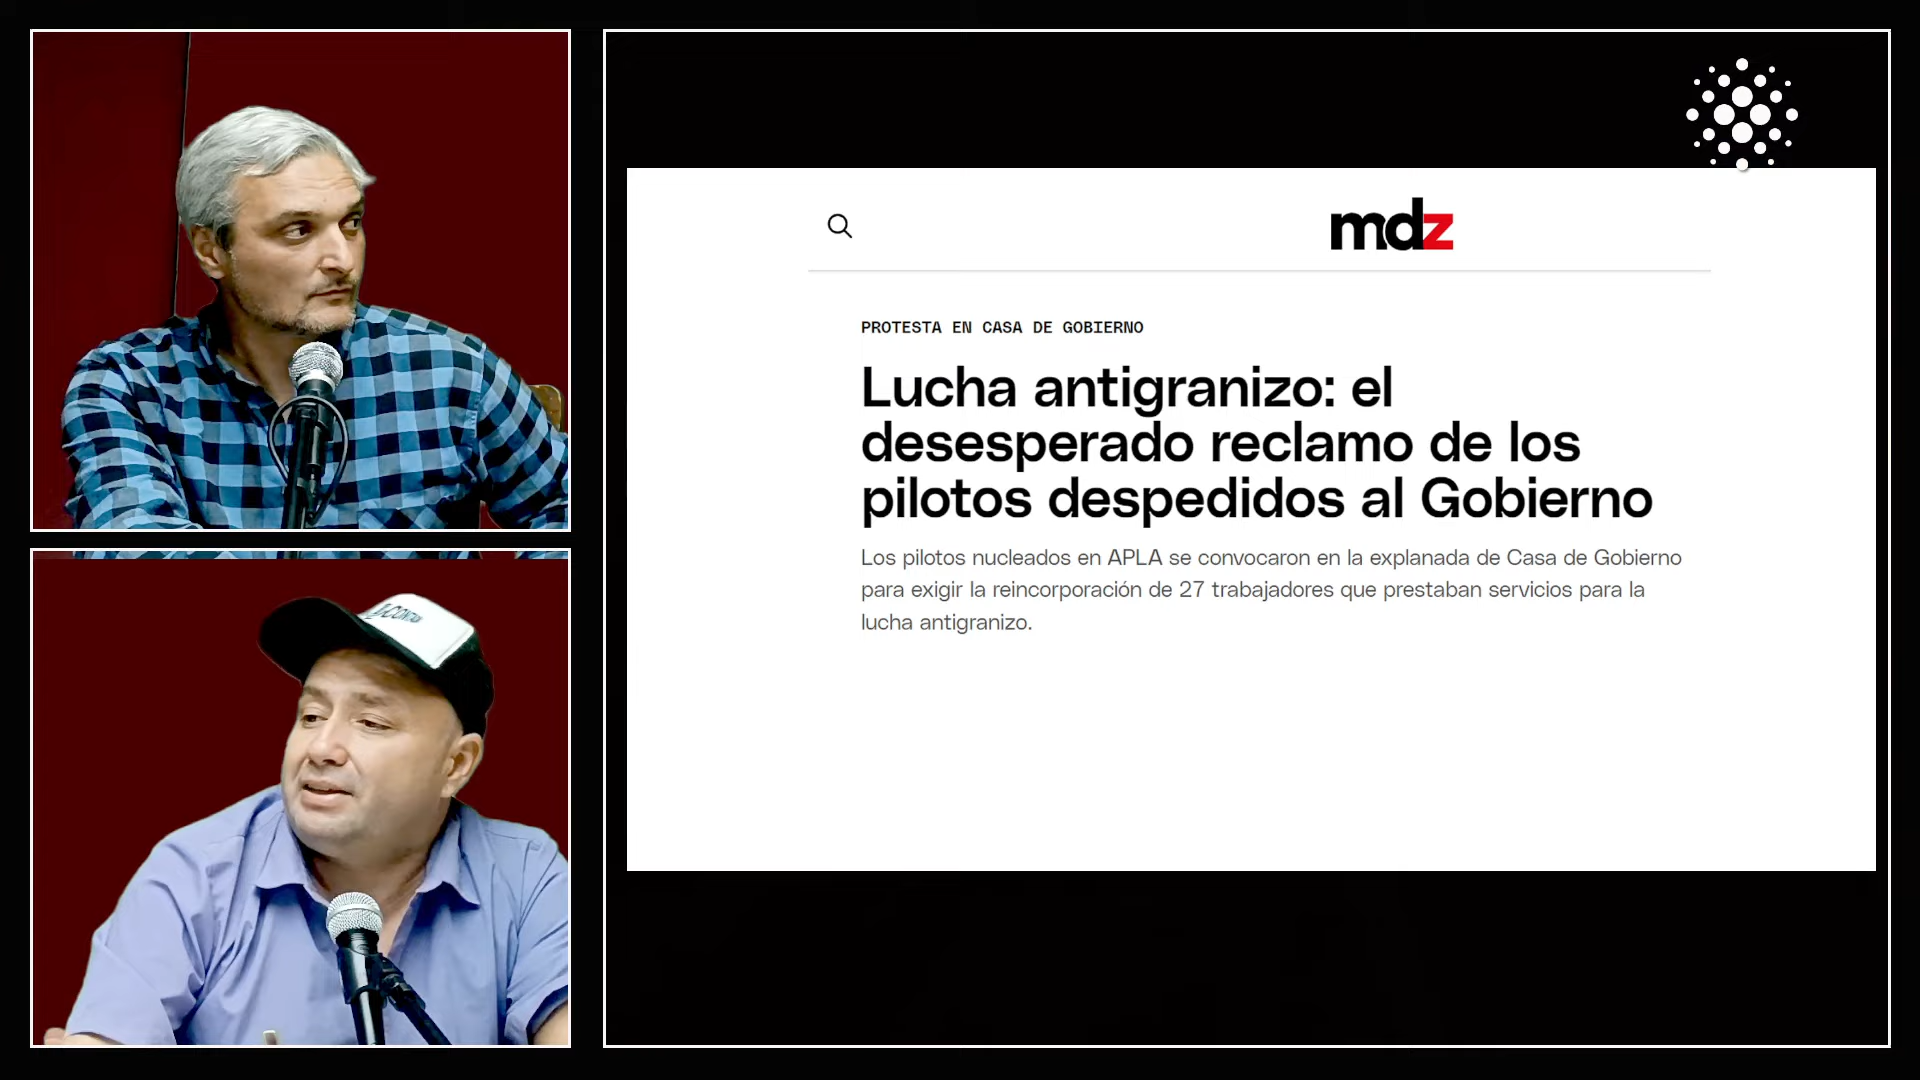 mdz
PROTESTA EN CASA DE GOBIERNO
Lucha antigranizo: el
desesperado reclamo de los
pilotos despedidos al Gobierno
Los pilotos nucleados en APLA se convocaron en la explanada de Casa de Gobierno
para exigir la reincorporación de 27 trabajadores que prestaban servicios para la
lucha antigranizo.